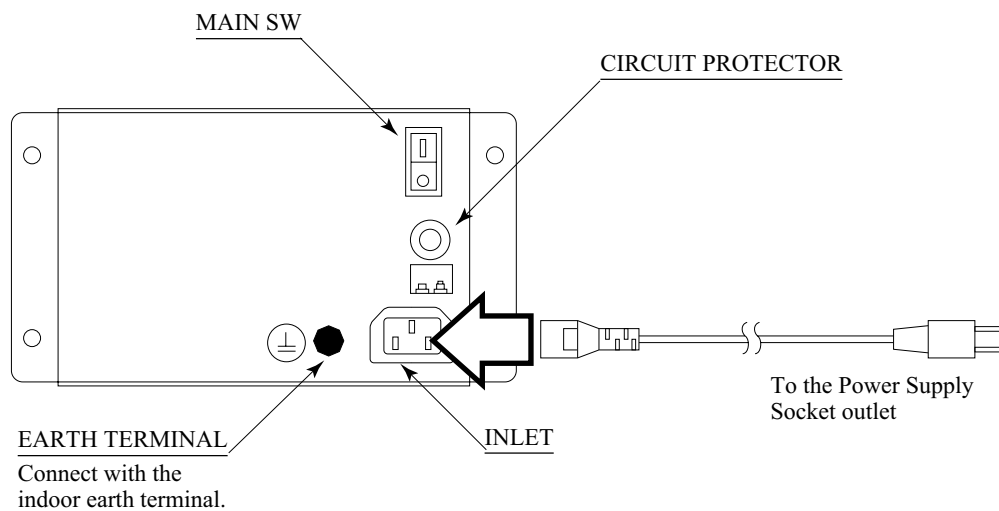 MAIN SW
CIRCUIT PROTECTOR
To the Power Supply
Socket outlet
EARTH TERMINAL
Connect with the
indoor earth terminal.
INLET